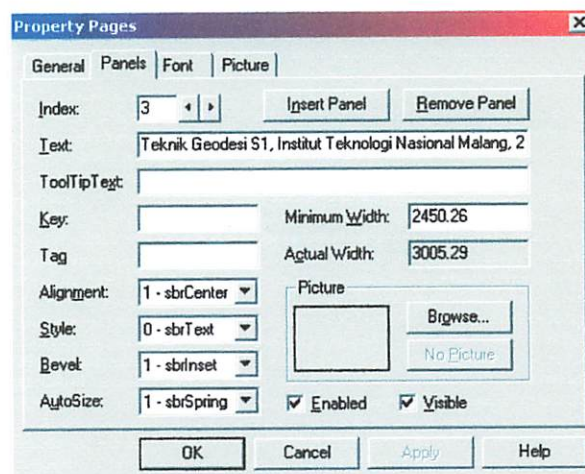 Property Pages
General Panels Font Picture
Index: 3 Insert Panel Remove Panel
Text: Teknik Geodesi S1, Institut Teknologi Nasional Malang, 2
ToolTipText:
Key: Minimum Width: 2450.26
Tag Actual Width: 3005.29
Alignment: 1 - sbrCenter Picture
Style: 0 - sbrText Browse...
Bevel: 1 - sbrInset No Picture
AutoSize: 1 - sbrSpring Enabled Visible
OK Cancel Apply Help